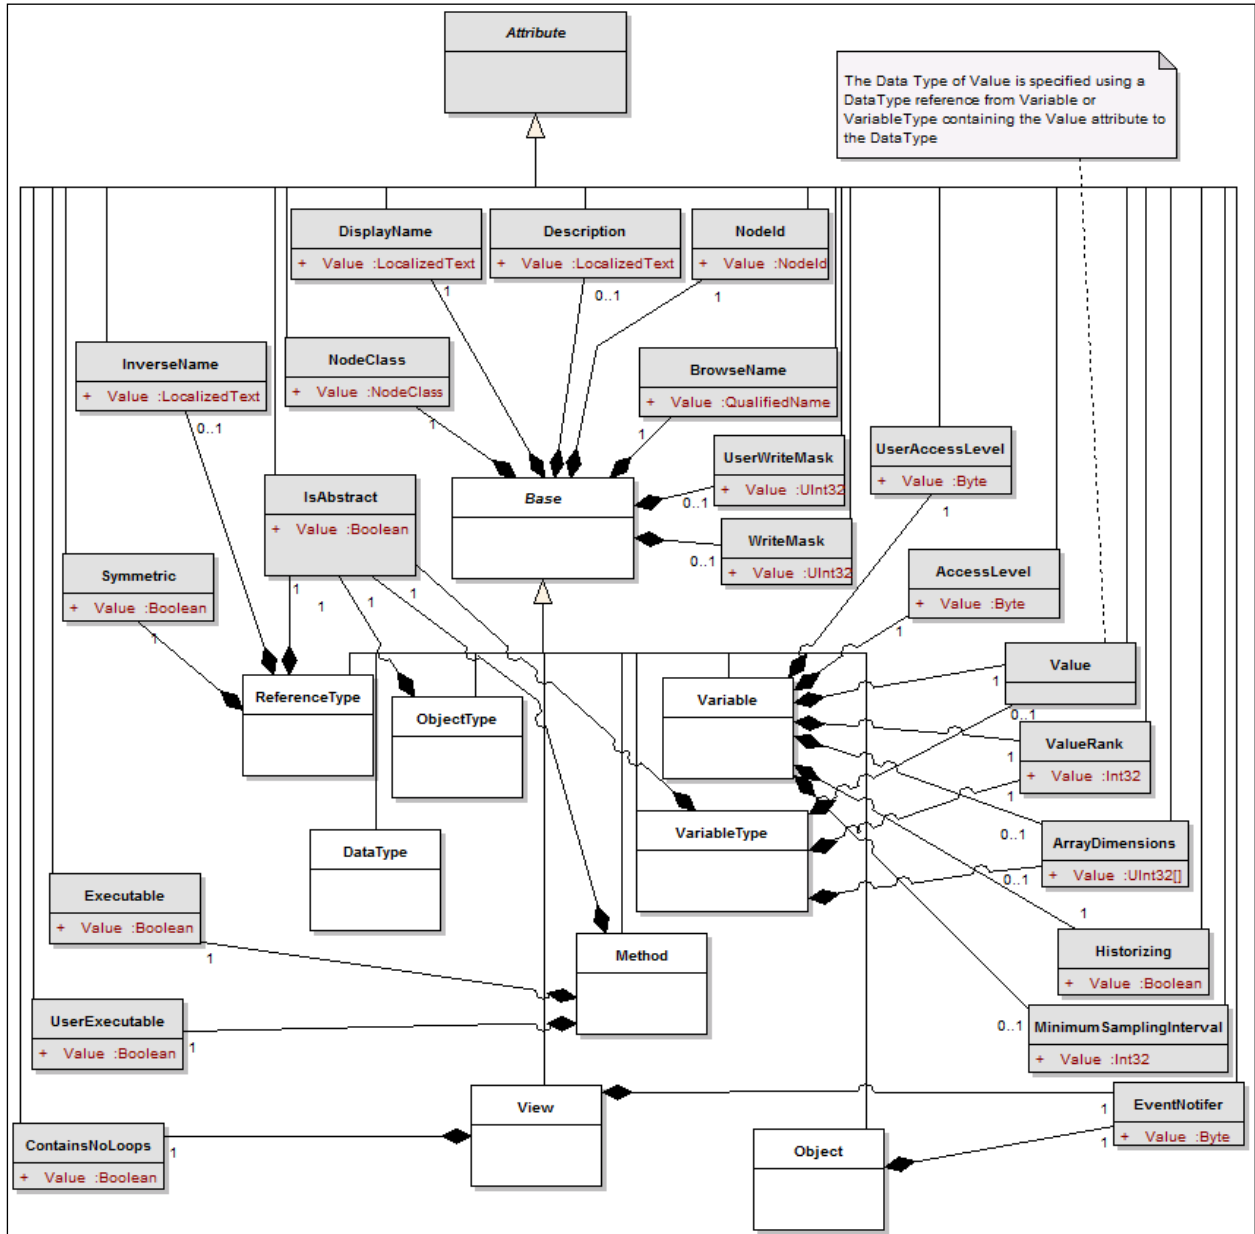 Attribute
The Data Type of Value is specified using a
DataType reference from Variable or
VariableType containing the Value attribute to
the DataType
DisplayName
+ Value :LocalizedText
1
Description
+ Value :LocalizedText
0..1
NodeId
+ Value :NodeId
1
InverseName
+ Value :LocalizedText
0..1
NodeClass
+ Value :NodeClass
1
BrowseName
+ Value :QualifiedName
1
UserWriteMask
+ Value :UInt32
0..1
UserAccessLevel
+ Value :Byte
1
IsAbstract
+ Value :Boolean
1
1
1
1
Base
WriteMask
+ Value :UInt32
0..1
Symmetric
+ Value :Boolean
1
AccessLevel
+ Value :Byte
1
ReferenceType
ObjectType
Variable
Value
1
0..1
ValueRank
+ Value :Int32
1
1
VariableType
DataType
ArrayDimensions
+ Value :UInt32[]
0..1
0..1
Executable
+ Value :Boolean
1
Method
Historizing
+ Value :Boolean
1
UserExecutable
+ Value :Boolean
1
MinimumSamplingInterval
+ Value :Int32
0..1
View
EventNotifer
+ Value :Byte
1
1
ContainsNoLoops
+ Value :Boolean
1
Object